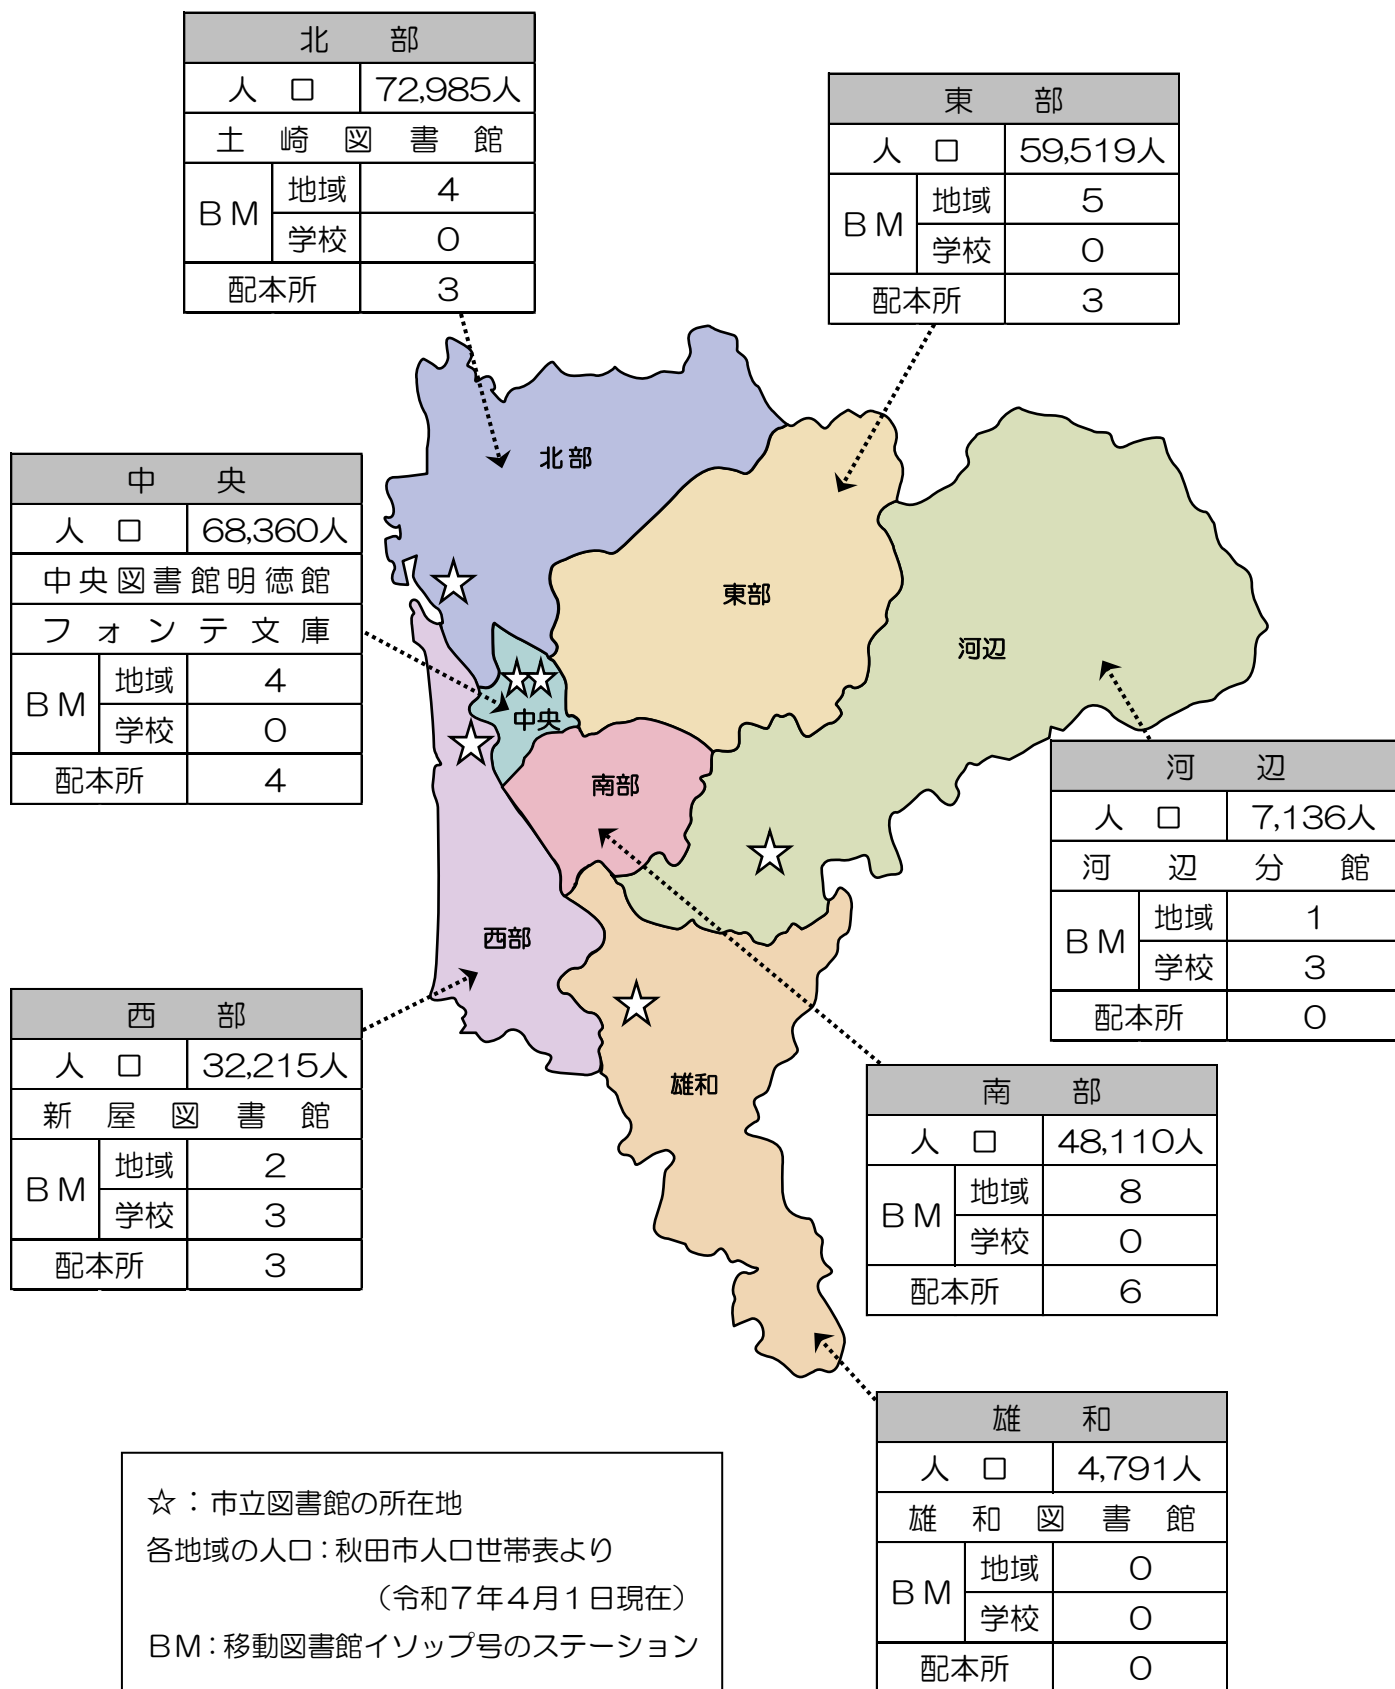 北部
人口 72,985人
土崎図書館
BM 地域 4
学校 0
配本所 3
東部
人口 59,519人
BM 地域 5
学校 0
配本所 3
中央
人口 68,360人
中央図書館明徳館
フォンテ文庫
BM 地域 4
学校 0
配本所 4
北部
東部
河辺
中央
南部
西部
雄和
河辺
人口 7,136人
河辺分館
BM 地域 1
学校 3
配本所 0
西部
人口 32,215人
新屋図書館
BM 地域 2
学校 3
配本所 3
南部
人口 48,110人
BM 地域 8
学校 0
配本所 6
雄和
人口 4,791人
雄和図書館
BM 地域 0
学校 0
配本所 0
☆：市立図書館の所在地
各地域の人口：秋田市人口世帯表より
（令和７年４月１日現在）
BM：移動図書館イソップ号のステーション